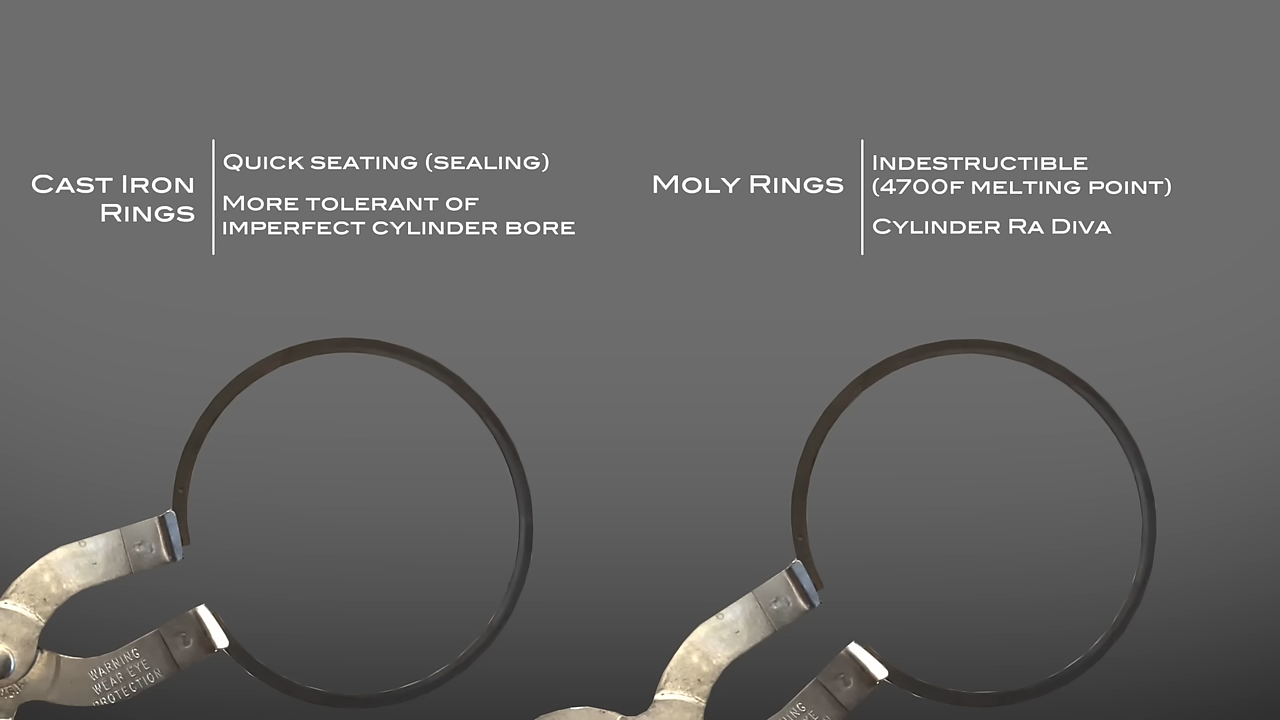 Cast Iron
Rings
Quick seating (sealing)
More tolerant of
imperfect cylinder bore
Moly Rings
Indestructible
(4700f melting point)
Cylinder Ra Diva
WARNING
WEAR EYE
PROTECTION